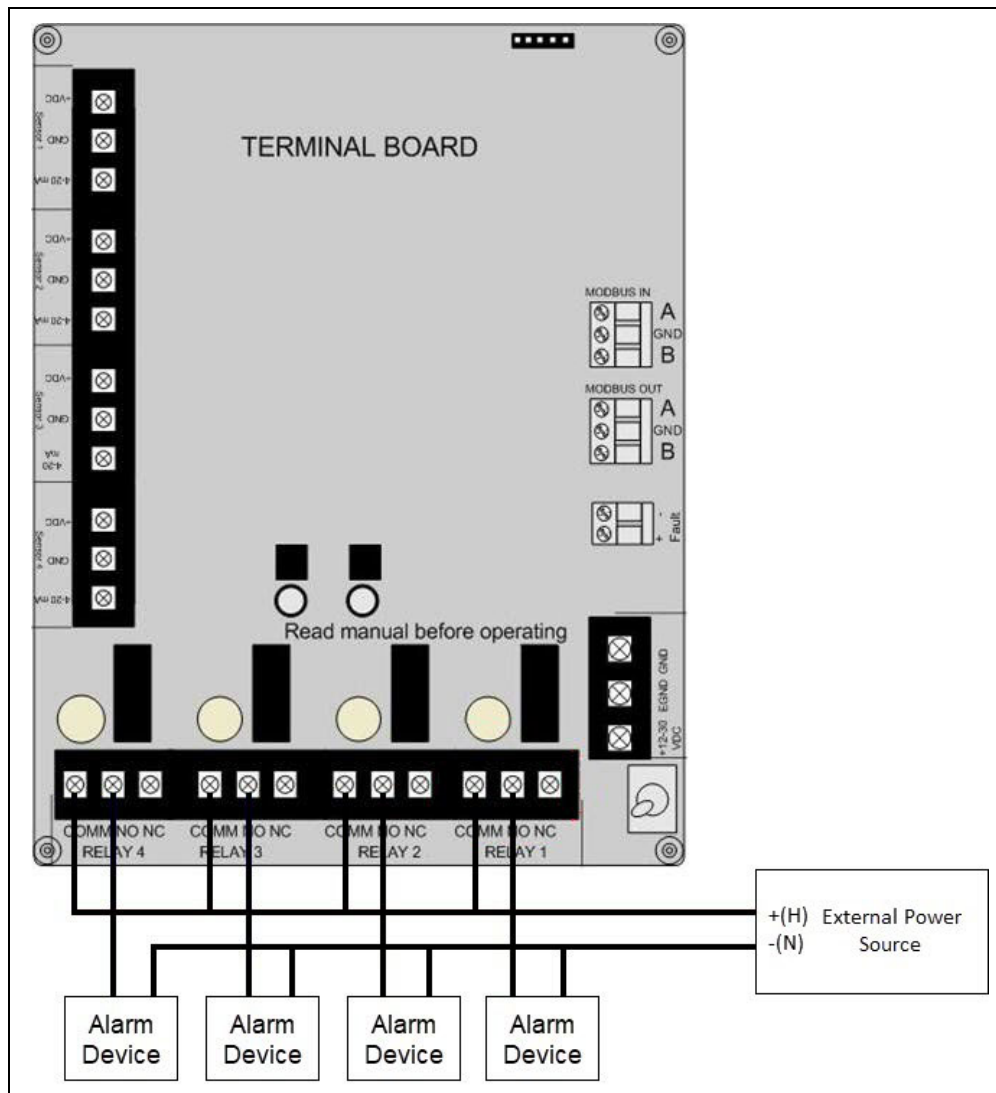 TERMINAL BOARD
+VDC
GND
4-20 mA
Sensor 1
+VDC
GND
4-20 mA
Sensor 2
+VDC
GND
4-20 mA
Sensor 3
+VDC
GND
4-20 mA
Sensor 4
MODBUS IN
A
GND
B
MODBUS OUT
A
GND
B
-
+
Fault
Read manual before operating
+12-30 VDC
EGND
GND
COMM NO NC
RELAY 4
COMM NO NC
RELAY 3
COMM NO NC
RELAY 2
COMM NO NC
RELAY 1
+(H) External Power
-(N) Source
Alarm
Device
Alarm
Device
Alarm
Device
Alarm
Device